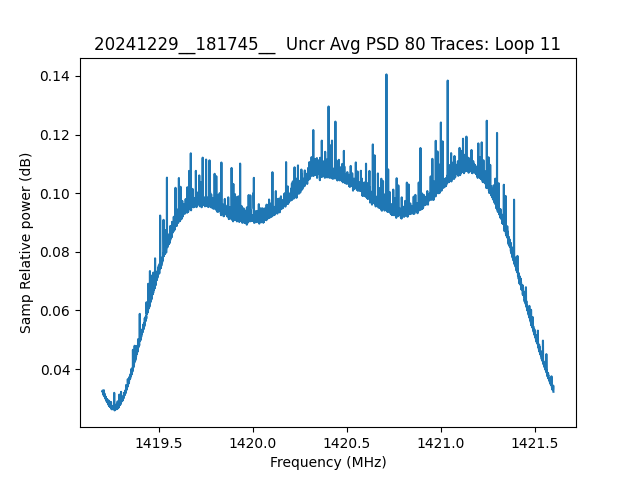 20241229__181745__  Uncr Avg PSD 80 Traces: Loop 11
0.14
0.12
0.10
0.08
0.06
0.04
Samp Relative power (dB)
1419.5 1420.0 1420.5 1421.0 1421.5
Frequency (MHz)